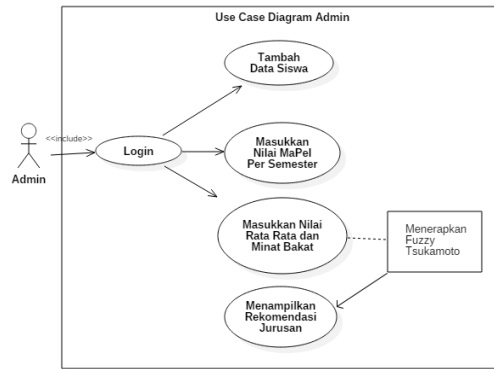 Use Case Diagram Admin
Tambah
Data Siswa
<<include>>
Admin
Login
Masukkan
Nilai MaPel
Per Semester
Masukkan Nilai
Rata Rata dan
Minat Bakat
Menerapkan
Fuzzy
Tsukamoto
Menampilkan
Rekomendasi
Jurusan